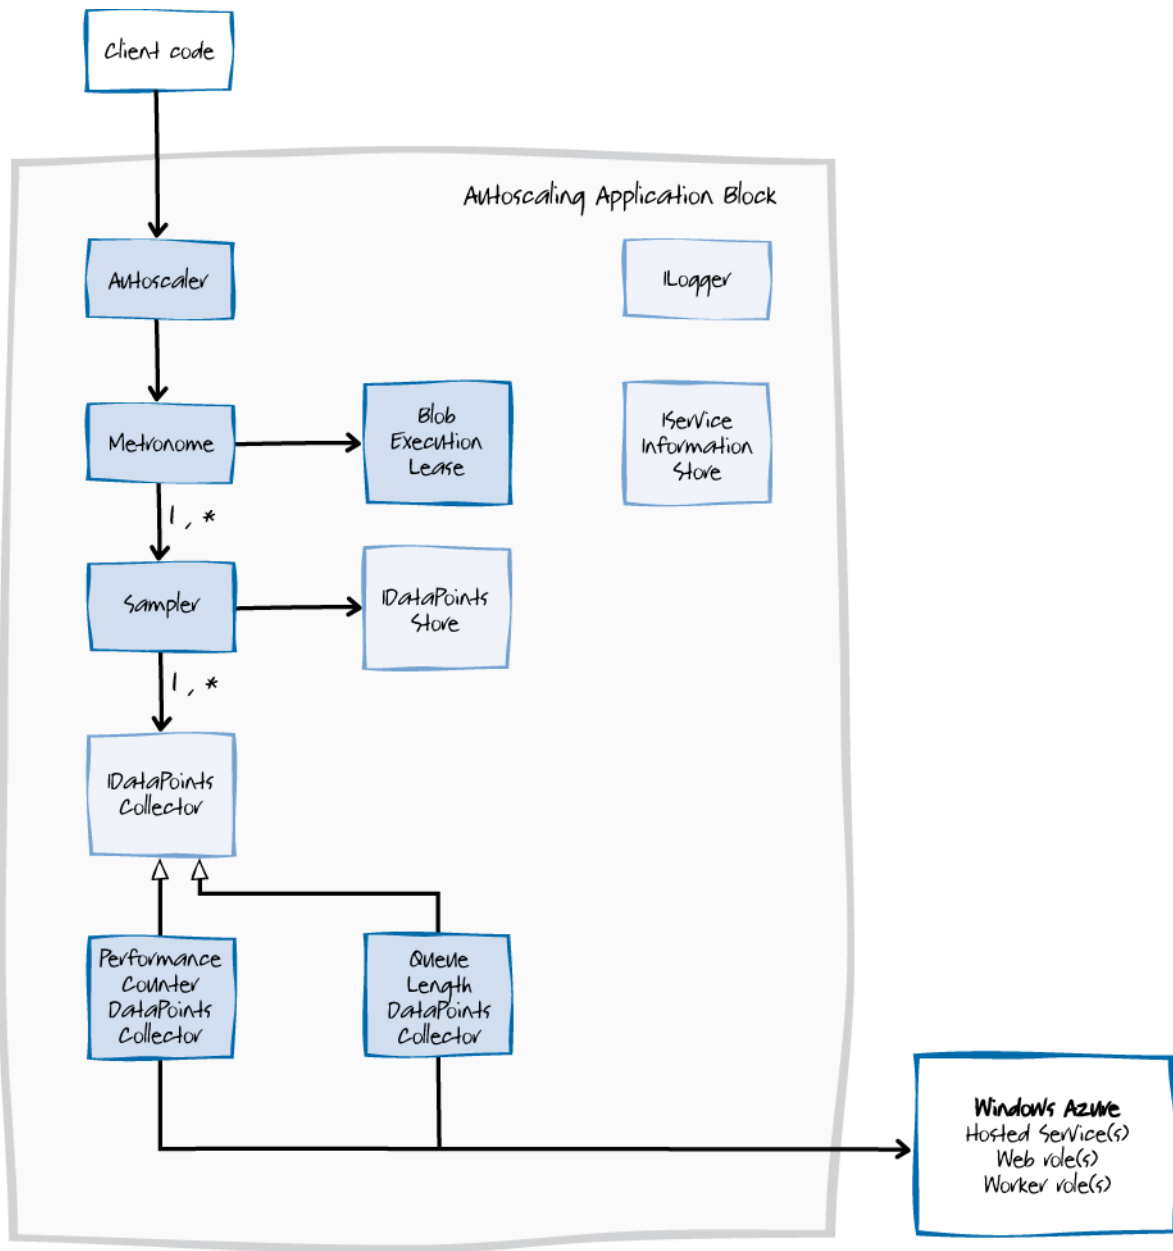 Client code
Autoscaling Application Block
Autoscaler
ILogger
Metronome
Blob
Execution
Lease
IService
Information
Store
1, *
Sampler
IDataPoints
Store
1, *
IDataPoints
Collector
Performance
Counter
DataPoints
Collector
Queue
Length
DataPoints
Collector
Windows Azure
Hosted Service(s)
Web role(s)
Worker role(s)